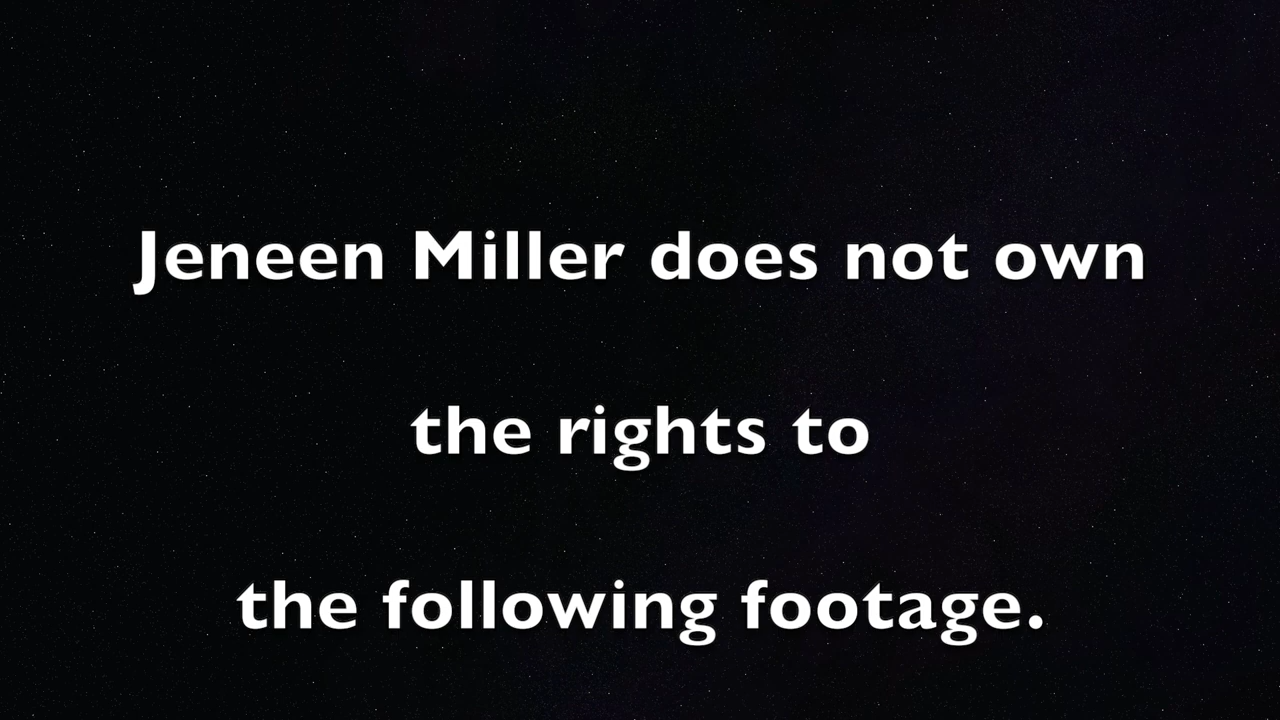 Jeneen Miller does not own
the rights to
the following footage.